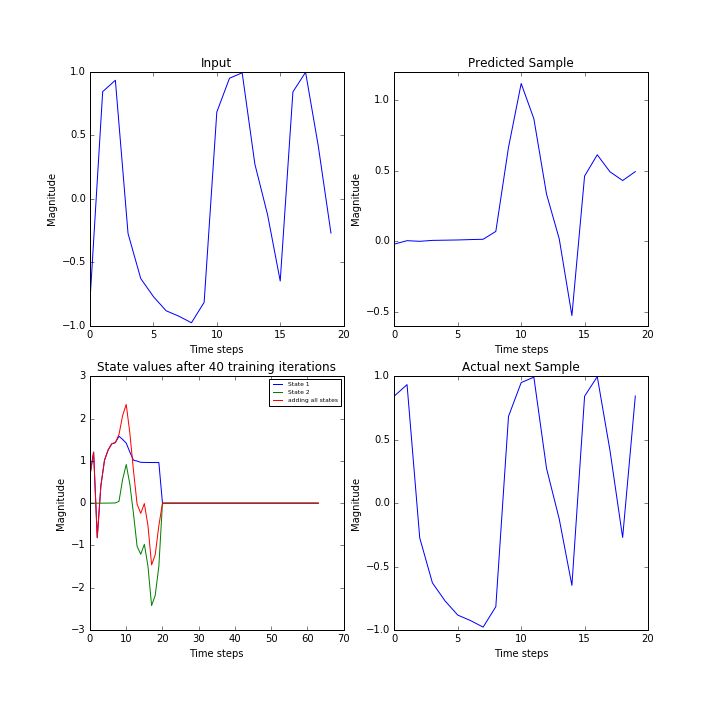 Input
Magnitude
1.0
0.5
0.0
−0.5
−1.0
0 5 10 15 20
Time steps
Predicted Sample
Magnitude
1.0
0.5
0.0
−0.5
0 5 10 15 20
Time steps
State values after 40 training iterations
Magnitude
3
2
1
0
−1
−2
−3
State 1
State 2
adding all states
0 10 20 30 40 50 60 70
Time steps
Actual next Sample
Magnitude
1.0
0.5
0.0
−0.5
−1.0
0 5 10 15 20
Time steps